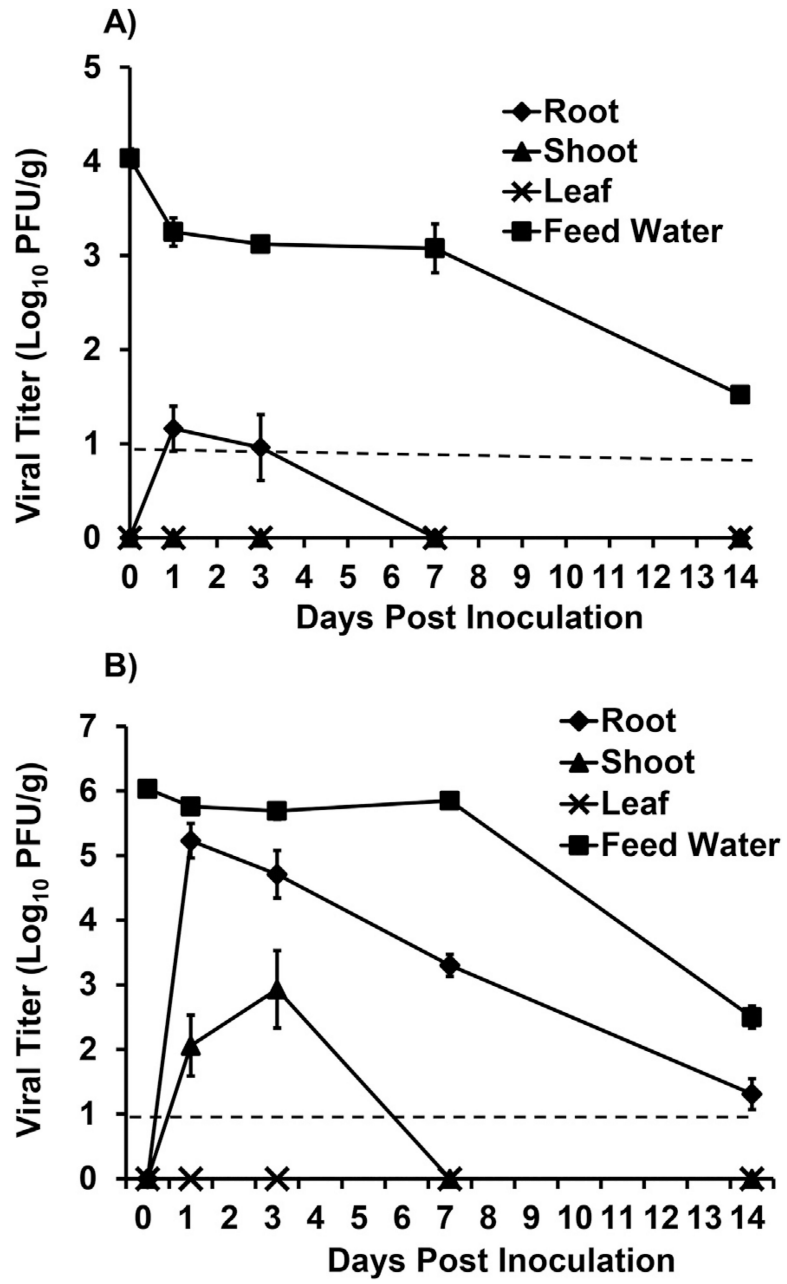 A)
Viral Titer (Log10 PFU/g)
5
4
3
2
1
0
Root
Shoot
Leaf
Feed Water
0 1 2 3 4 5 6 7 8 9 10 11 12 13 14
Days Post Inoculation
B)
Viral Titer (Log10 PFU/g)
7
6
5
4
3
2
1
0
Root
Shoot
Leaf
Feed Water
0 1 2 3 4 5 6 7 8 9 10 11 12 13 14
Days Post Inoculation